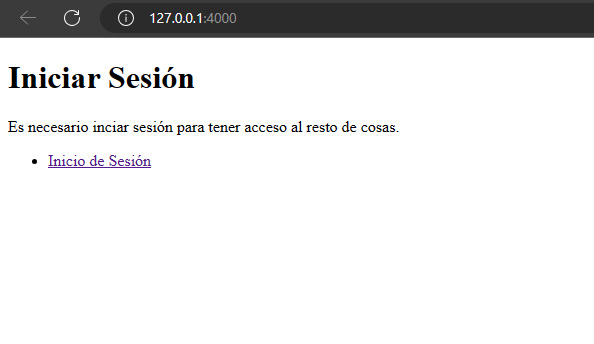 127.0.0.1:4000
Iniciar Sesión
Es necesario inciar sesión para tener acceso al resto de cosas.
Inicio de Sesión